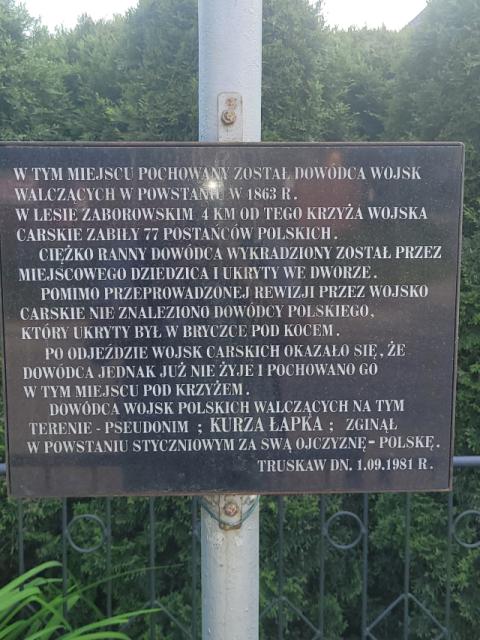 W TYM MIEJSCU POCHOWANY ZOSTAŁ DOWÓDCA WOJSK
WALCZĄCYCH W POWSTANIU W 1863 R.
W LESIE ZABOROWSKIM 4 KM OD TEGO KRZYŻA WOJSKA
CARSKIE ZABIŁY 77 POSTAŃCÓW POLSKICH.
CIĘŻKO RANNY DOWÓDCA WYKRADZIONY ZOSTAŁ PRZEZ
MIEJSCOWEGO DZIEDZICA I UKRYTY WE DWORZE.
POMIMO PRZEPROWADZONEJ REWIZJI PRZEZ WOJSKO
CARSKIE NIE ZNALEZIONO DOWÓDCY POLSKIEGO,
KTÓRY UKRYTY BYŁ W BRYCZCE POD KOCEM.
PO ODJEŹDZIE WOJSK CARSKICH OKAZAŁO SIĘ, ŻE
DOWÓDCA JEDNAK JUŻ NIE ŻYJE I POCHOWANO GO
W TYM MIEJSCU POD KRZYŻEM.
DOWÓDCA WOJSK POLSKICH WALCZĄCYCH NA TYM
TERENIE - PSEUDONIM ; KURZA ŁAPKA ; ZGINĄŁ
W POWSTANIU STYCZNIOWYM ZA SWĄ OJCZYZNĘ - POLSKĘ.
TRUSKAW DN. 1.09.1981 R.